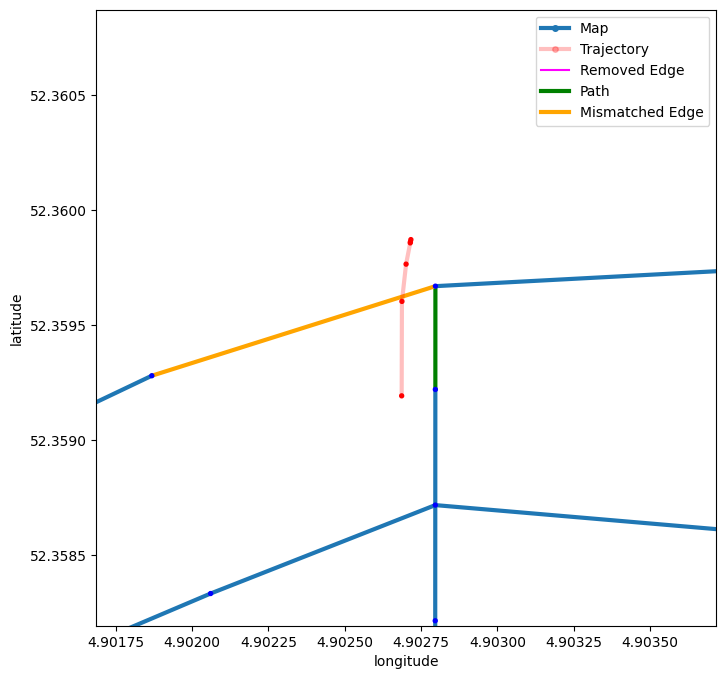 Map
Trajectory
Removed Edge
Path
Mismatched Edge
52.3605
52.3600
52.3595
52.3590
52.3585
latitude
4.90175
4.90200
4.90225
4.90250
4.90275
4.90300
4.90325
4.90350
longitude